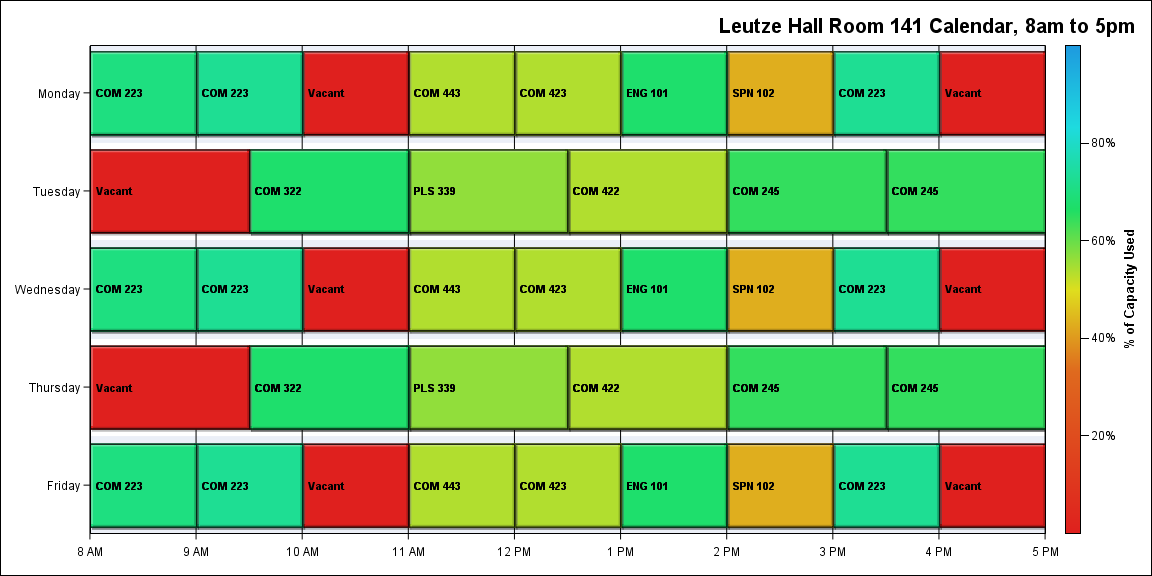 Leutze Hall Room 141 Calendar, 8am to 5pm
Monday
COM 223
COM 223
Vacant
COM 443
COM 423
ENG 101
SPN 102
COM 223
Vacant
Tuesday
Vacant
COM 322
PLS 339
COM 422
COM 245
COM 245
Wednesday
COM 223
COM 223
Vacant
COM 443
COM 423
ENG 101
SPN 102
COM 223
Vacant
Thursday
Vacant
COM 322
PLS 339
COM 422
COM 245
COM 245
Friday
COM 223
COM 223
Vacant
COM 443
COM 423
ENG 101
SPN 102
COM 223
Vacant
8 AM
9 AM
10 AM
11 AM
12 PM
1 PM
2 PM
3 PM
4 PM
5 PM
80%
60%
40%
20%
% of Capacity Used